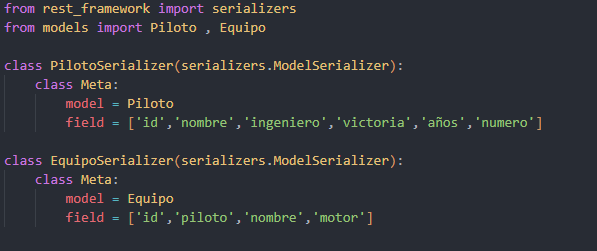 from rest_framework import serializers
from models import Piloto , Equipo
class PilotoSerializer(serializers.ModelSerializer):
class Meta:
model = Piloto
field = ['id','nombre','ingeniero','victoria','años','numero']
class EquipoSerializer(serializers.ModelSerializer):
class Meta:
model = Equipo
field = ['id','piloto','nombre','motor']